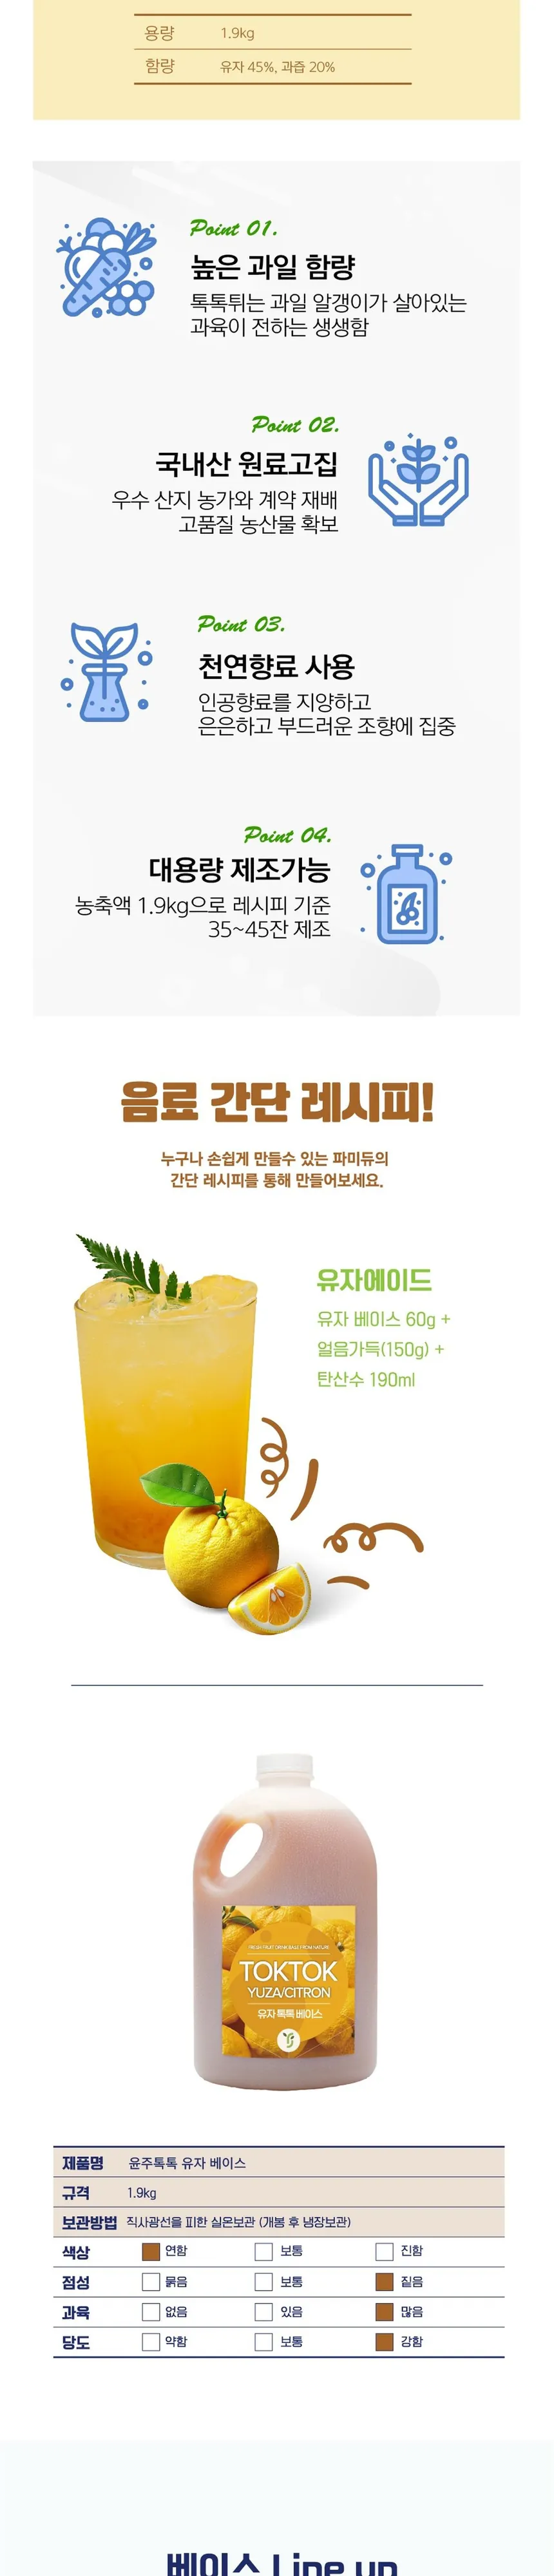 용량 1.9kg
함량 유자 45%, 과즙 20%
Point 01.
높은 과일 함량
톡톡튀는 과일 알갱이가 살아있는
과육이 전하는 생생함
Point 02.
국내산 원료고집
우수 산지 농가와 계약 재배
고품질 농산물 확보
Point 03.
천연향료 사용
인공향료를 지양하고
은은하고 부드러운 조향에 집중
Point 04.
대용량 제조가능
농축액 1.9kg으로 레시피 기준
35~45잔 제조
음료 간단 레시피!
누구나 손쉽게 만들수 있는 파미듀의
간단 레시피를 통해 만들어보세요.
유자에이드
유자 베이스 60g +
얼음가득(150g) +
탄산수 190ml
FRESH FRUIT DRINK BASE FROM NATURE
TOKTOK
YUZA/CITRON
유자 톡톡 베이스
제품명 윤주톡톡 유자 베이스
규격 1.9kg
보관방법 직사광선을 피한 실온보관 (개봉 후 냉장보관)
색상 연함 보통 진함
점성 묽음 보통 짙음
과육 없음 있음 많음
당도 약함 보통 강함
베이스 Line up